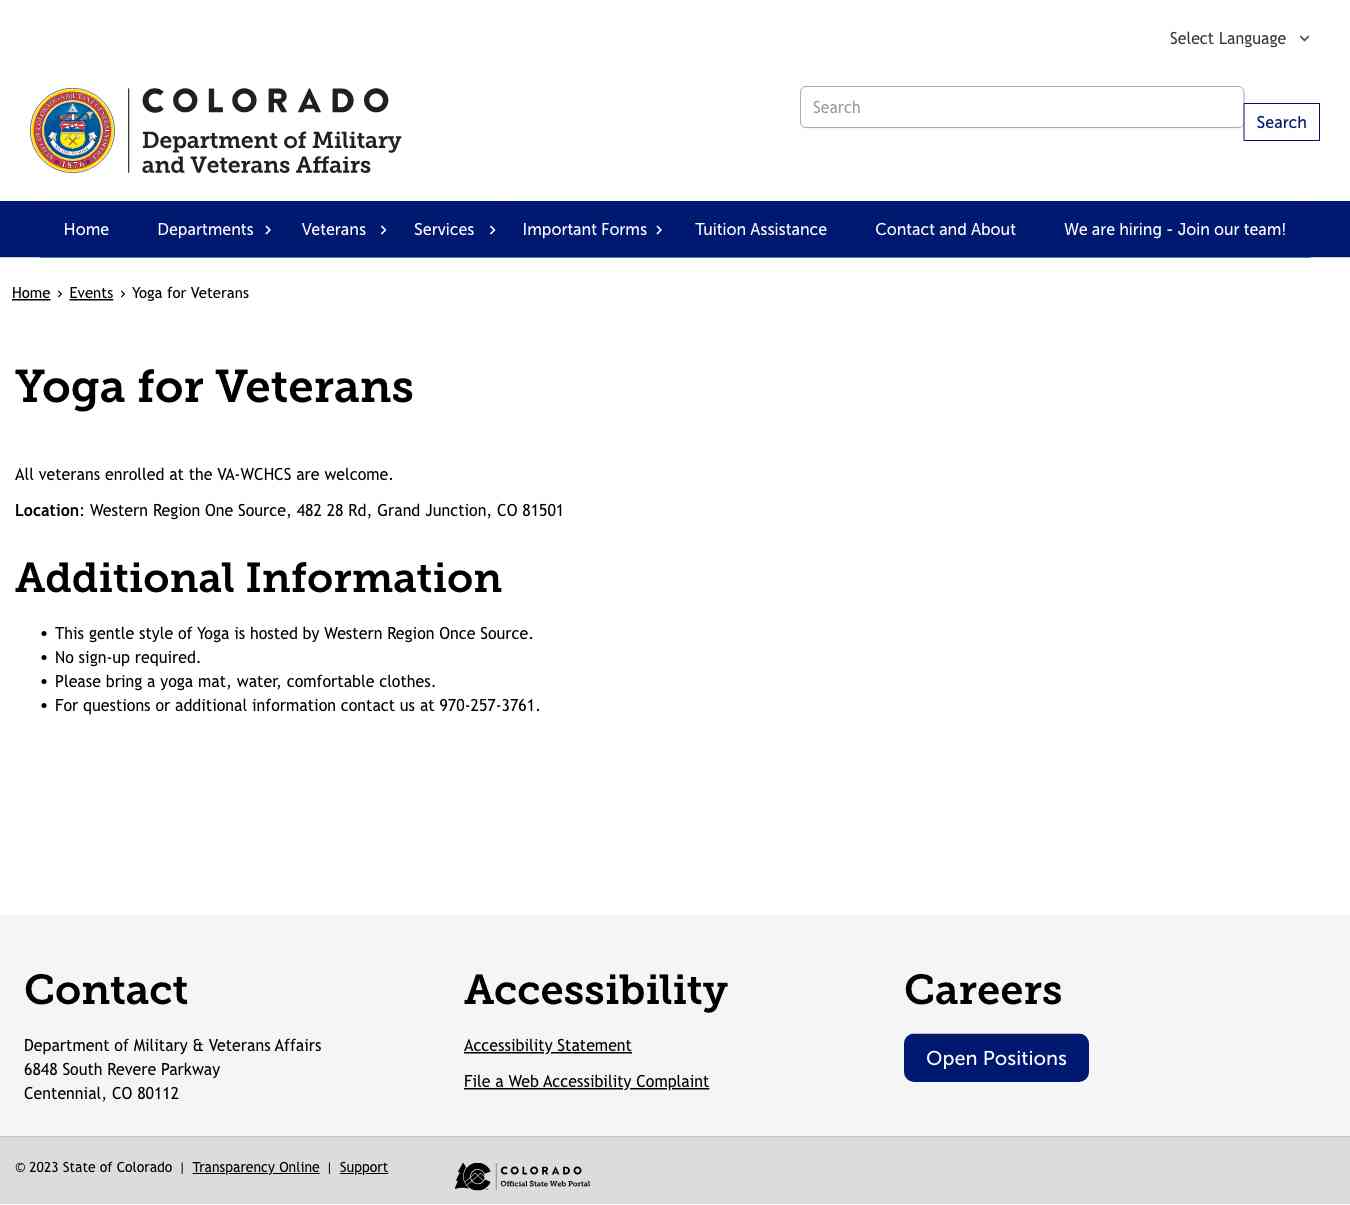 Select Language
COLORADO
Department of Military
and Veterans Affairs
1876
Search
Search
Home
Departments
Veterans
Services
Important Forms
Tuition Assistance
Contact and About
We are hiring - Join our team!
Home › Events › Yoga for Veterans
Yoga for Veterans
All veterans enrolled at the VA-WCHCS are welcome.
Location: Western Region One Source, 482 28 Rd, Grand Junction, CO 81501
Additional Information
• This gentle style of Yoga is hosted by Western Region Once Source.
• No sign-up required.
• Please bring a yoga mat, water, comfortable clothes.
• For questions or additional information contact us at 970-257-3761.
Contact
Department of Military & Veterans Affairs
6848 South Revere Parkway
Centennial, CO 80112
Accessibility
Accessibility Statement
File a Web Accessibility Complaint
Careers
Open Positions
© 2023 State of Colorado | Transparency Online | Support
COLORADO
Official State Web Portal